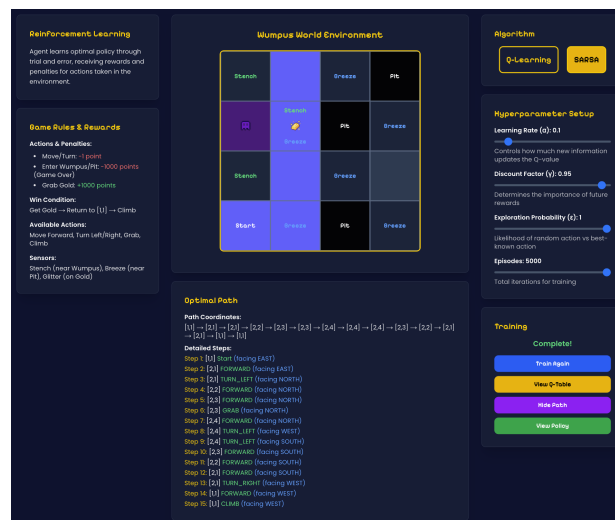 Reinforcement Learning
Agent learns optimal policy through
trial and error, receiving rewards and
penalties for actions taken in the
environment.
Game Rules & Rewards
Actions & Penalties:
• Move/Turn: -1 point
• Enter Wumpus/Pit: -1000 points
(Game Over)
• Grab Gold: +1000 points
Win Condition:
Get Gold → Return to [1,1] → Climb
Available Actions:
Move Forward, Turn Left/Right, Grab,
Climb
Sensors:
Stench (near Wumpus), Breeze (near
Pit), Glitter (on Gold)
Wumpus World Environment
Stench Breeze Pit
Stench
Breeze Pit Breeze
Stench Breeze
Start Breeze Pit Breeze
Optimal Path
Path Coordinates:
[1,1] → [2,1] → [2,1] → [2,2] → [2,3] → [2,3] → [2,4] → [2,4] → [2,4] → [2,3] → [2,2] → [2,1]
→ [2,1] → [1,1] → [1,1]
Detailed Steps:
Step 1: [1,1] Start (facing EAST)
Step 2: [2,1] FORWARD (facing EAST)
Step 3: [2,1] TURN_LEFT (facing NORTH)
Step 4: [2,2] FORWARD (facing NORTH)
Step 5: [2,3] FORWARD (facing NORTH)
Step 6: [2,3] GRAB (facing NORTH)
Step 7: [2,4] FORWARD (facing NORTH)
Step 8: [2,4] TURN_LEFT (facing WEST)
Step 9: [2,4] TURN_LEFT (facing SOUTH)
Step 10: [2,3] FORWARD (facing SOUTH)
Step 11: [2,2] FORWARD (facing SOUTH)
Step 12: [2,1] FORWARD (facing SOUTH)
Step 13: [2,1] TURN_RIGHT (facing WEST)
Step 14: [1,1] FORWARD (facing WEST)
Step 15: [1,1] CLIMB (facing WEST)
Algorithm
Q-Learning SARSA
Hyperparameter Setup
Learning Rate (α): 0.1
Controls how much new information
updates the Q-value
Discount Factor (γ): 0.95
Determines the importance of future
rewards
Exploration Probability (ε): 1
Likelihood of random action vs best-
known action
Episodes: 5000
Total iterations for training
Training
Complete!
Train Again
View Q-Table
Hide Path
View Policy